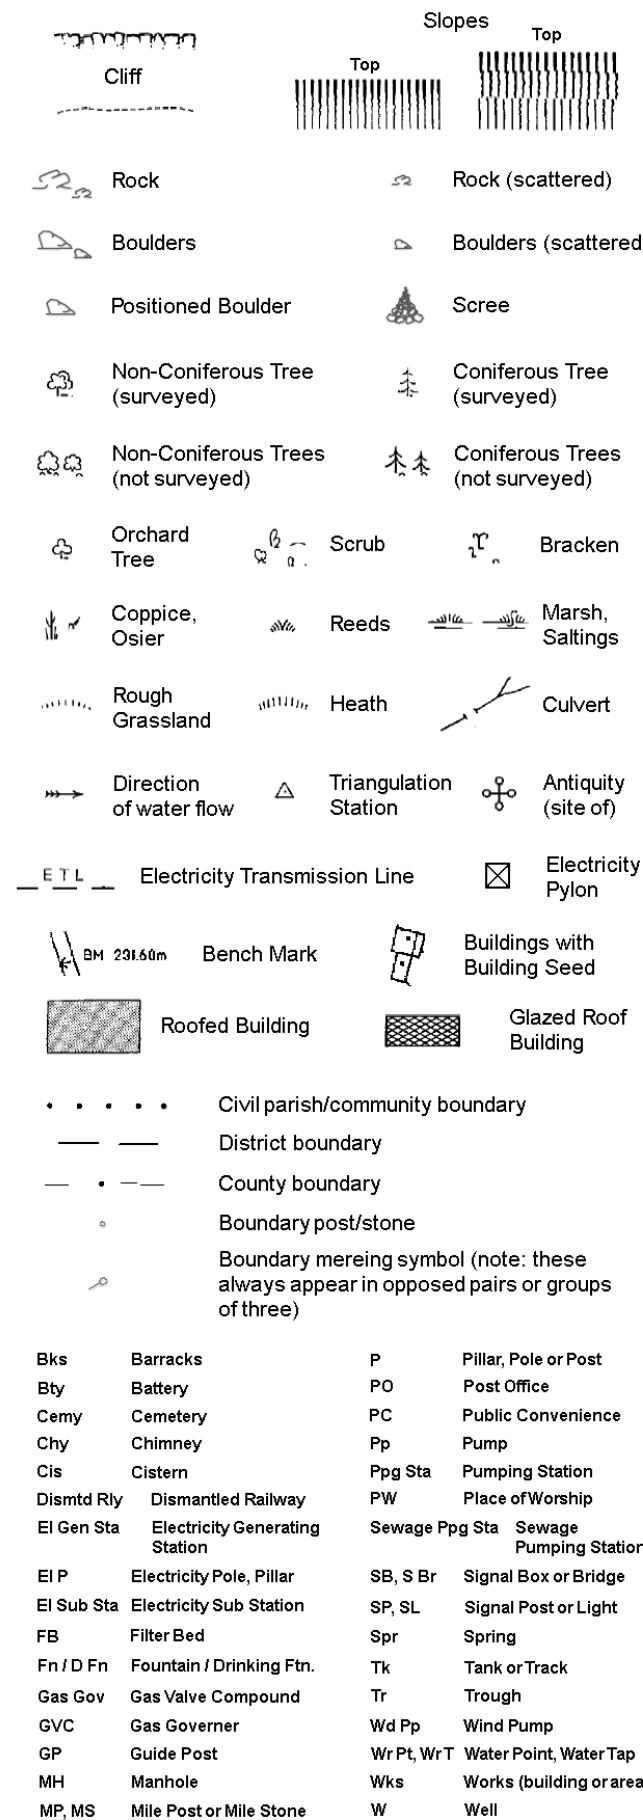 Slopes
Top
Top
Cliff
Rock
Rock (scattered)
Boulders
Boulders (scattered
Positioned Boulder
Scree
Non-Coniferous Tree
(surveyed)
Coniferous Tree
(surveyed)
Non-Coniferous Trees
(not surveyed)
Coniferous Trees
(not surveyed)
Orchard
Tree
Scrub
Bracken
Coppice,
Osier
Reeds
Marsh,
Saltings
Rough
Grassland
Heath
Culvert
Direction
of water flow
Triangulation
Station
Antiquity
(site of)
E T L
Electricity Transmission Line
Electricity
Pylon
BM 231.60m
Bench Mark
Buildings with
Building Seed
Roofed Building
Glazed Roof
Building
Civil parish/community boundary
District boundary
County boundary
Boundary post/stone
Boundary mereing symbol (note: these
always appear in opposed pairs or groups
of three)
Bks Barracks
P Pillar, Pole or Post
Bty Battery
PO Post Office
Cemy Cemetery
PC Public Convenience
Chy Chimney
Pp Pump
Cis Cistern
Ppg Sta Pumping Station
Dismtd Rly Dismantled Railway
PW Place of Worship
El Gen Sta Electricity Generating
Station
Sewage Ppg Sta Sewage
Pumping Station
El P Electricity Pole, Pillar
SB, S Br Signal Box or Bridge
El Sub Sta Electricity Sub Station
SP, SL Signal Post or Light
FB Filter Bed
Spr Spring
Fn / D Fn Fountain / Drinking Ftn.
Tk Tank or Track
Gas Gov Gas Valve Compound
Tr Trough
GVC Gas Governer
Wd Pp Wind Pump
GP Guide Post
Wr Pt, Wr T Water Point, Water Tap
MH Manhole
Wks Works (building or area
MP, MS Mile Post or Mile Stone
W Well